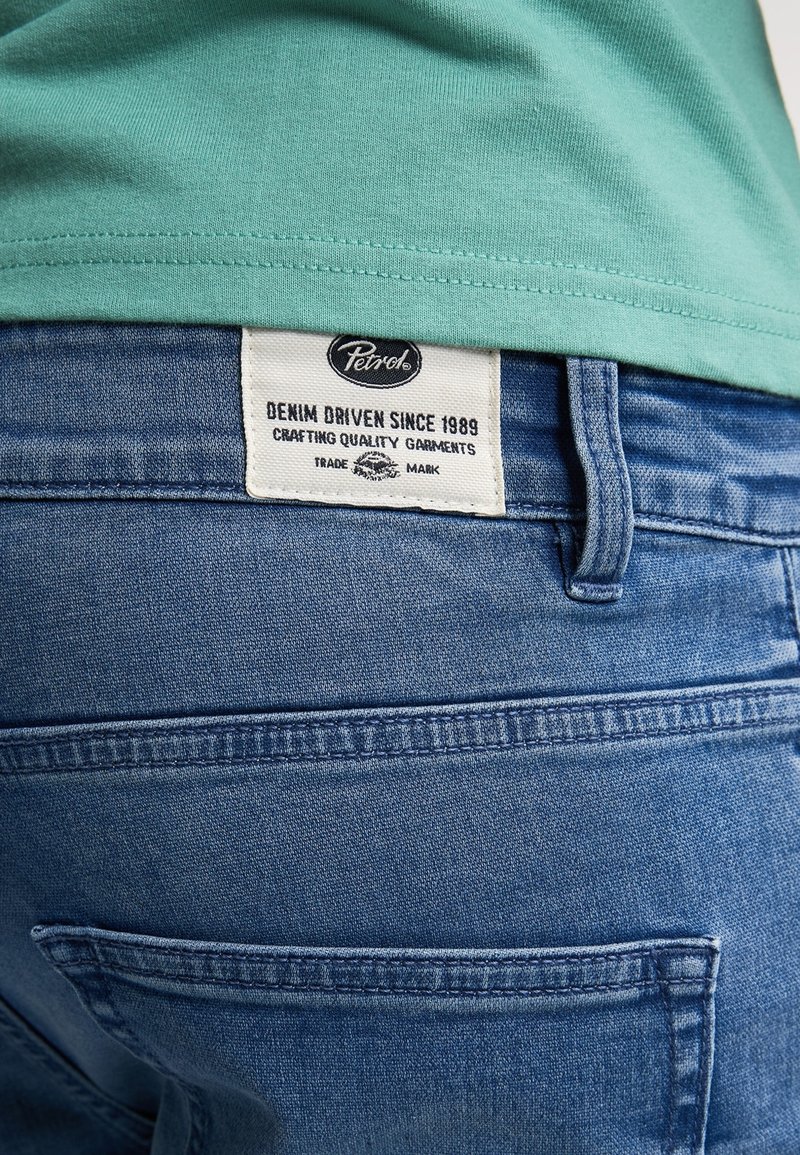 Petrol®
DENIM DRIVEN SINCE 1989
CRAFTING QUALITY GARMENTS
TRADE MARK